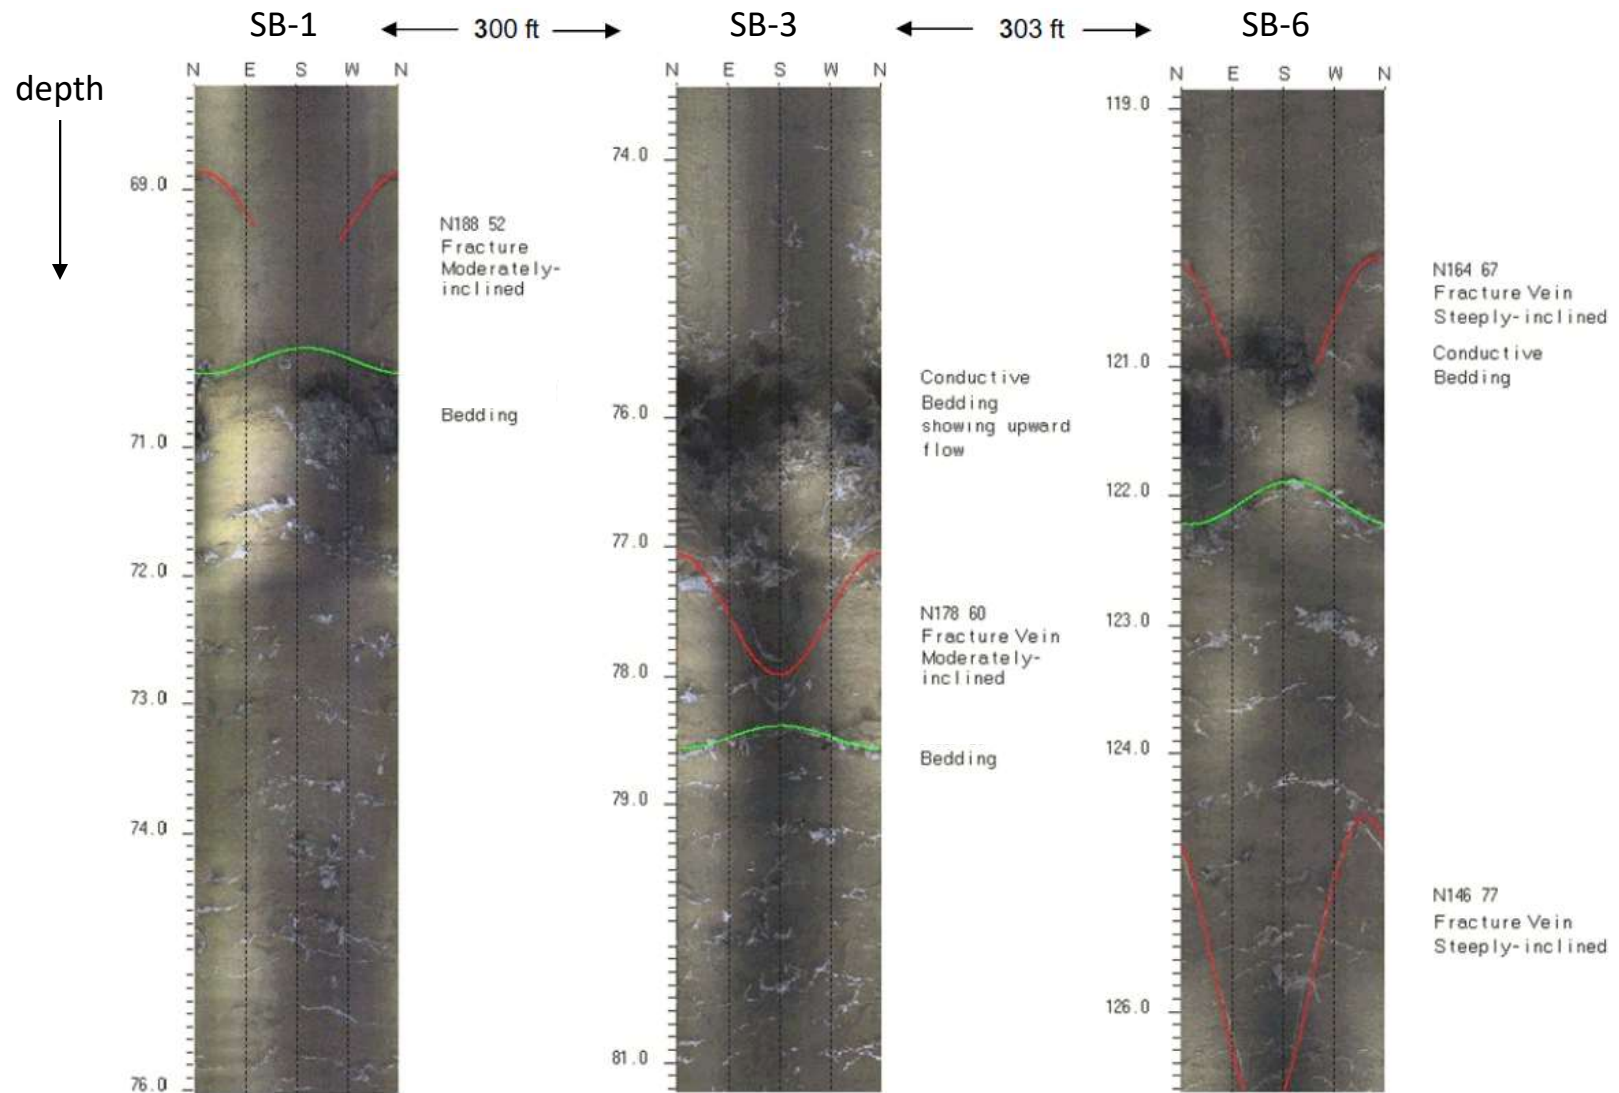 SB-1
300 ft
SB-3
303 ft
SB-6
depth
N E S W N
69.0
71.0
72.0
73.0
74.0
76.0
N188 52
Fracture
Moderately-
inclined
Bedding
N E S W N
74.0
76.0
77.0
78.0
79.0
81.0
Conductive
Bedding
showing upward
flow
N178 60
Fracture Vein
Moderately-
inclined
Bedding
N E S W N
119.0
121.0
122.0
123.0
124.0
126.0
N164 67
Fracture Vein
Steeply-inclined
Conductive
Bedding
N146 77
Fracture Vein
Steeply-inclined